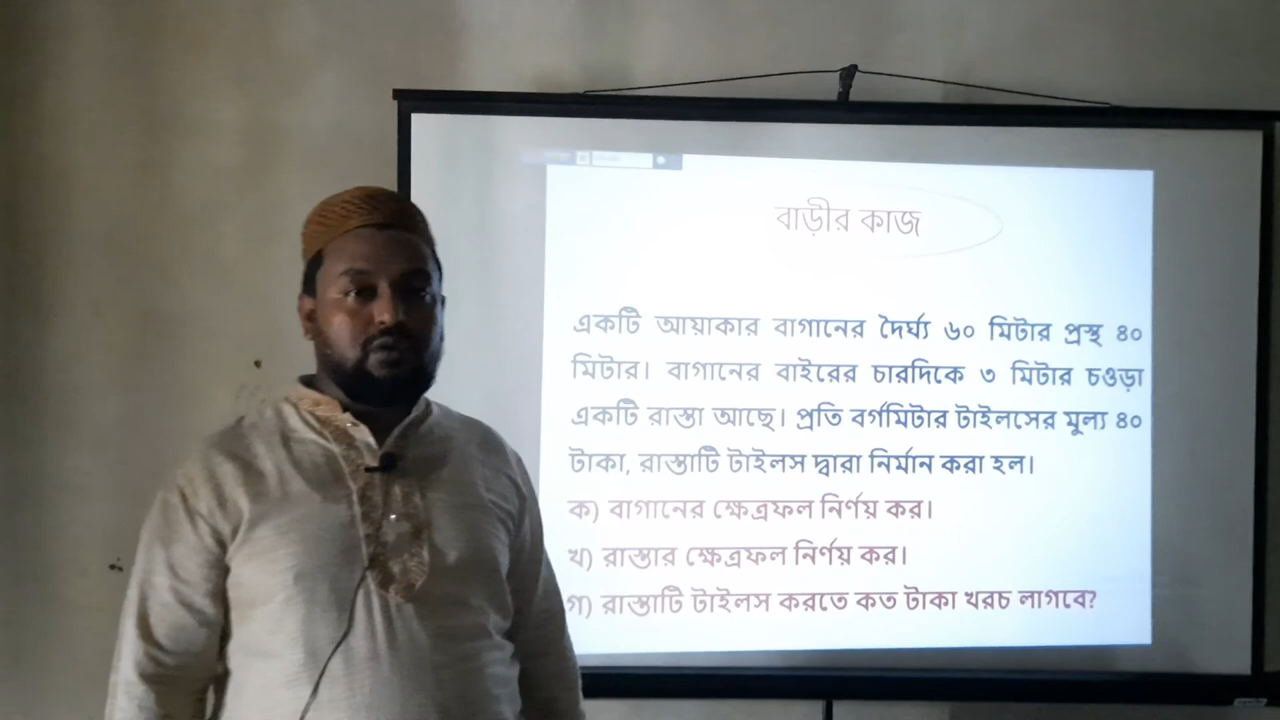 বাড়ীর কাজ
একটি আয়াকার বাগানের দৈর্ঘ্য ৬০ মিটার প্রস্থ ৪০
মিটার। বাগানের বাইরের চারদিকে ৩ মিটার চওড়া
একটি রাস্তা আছে। প্রতি বর্গমিটার টাইলসের মুল্য ৪০
টাকা, রাস্তাটি টাইলস দ্বারা নির্মান করা হল।
ক) বাগানের ক্ষেত্রফল নির্ণয় কর।
খ) রাস্তার ক্ষেত্রফল নির্ণয় কর।
গ) রাস্তাটি টাইলস করতে কত টাকা খরচ লাগবে?